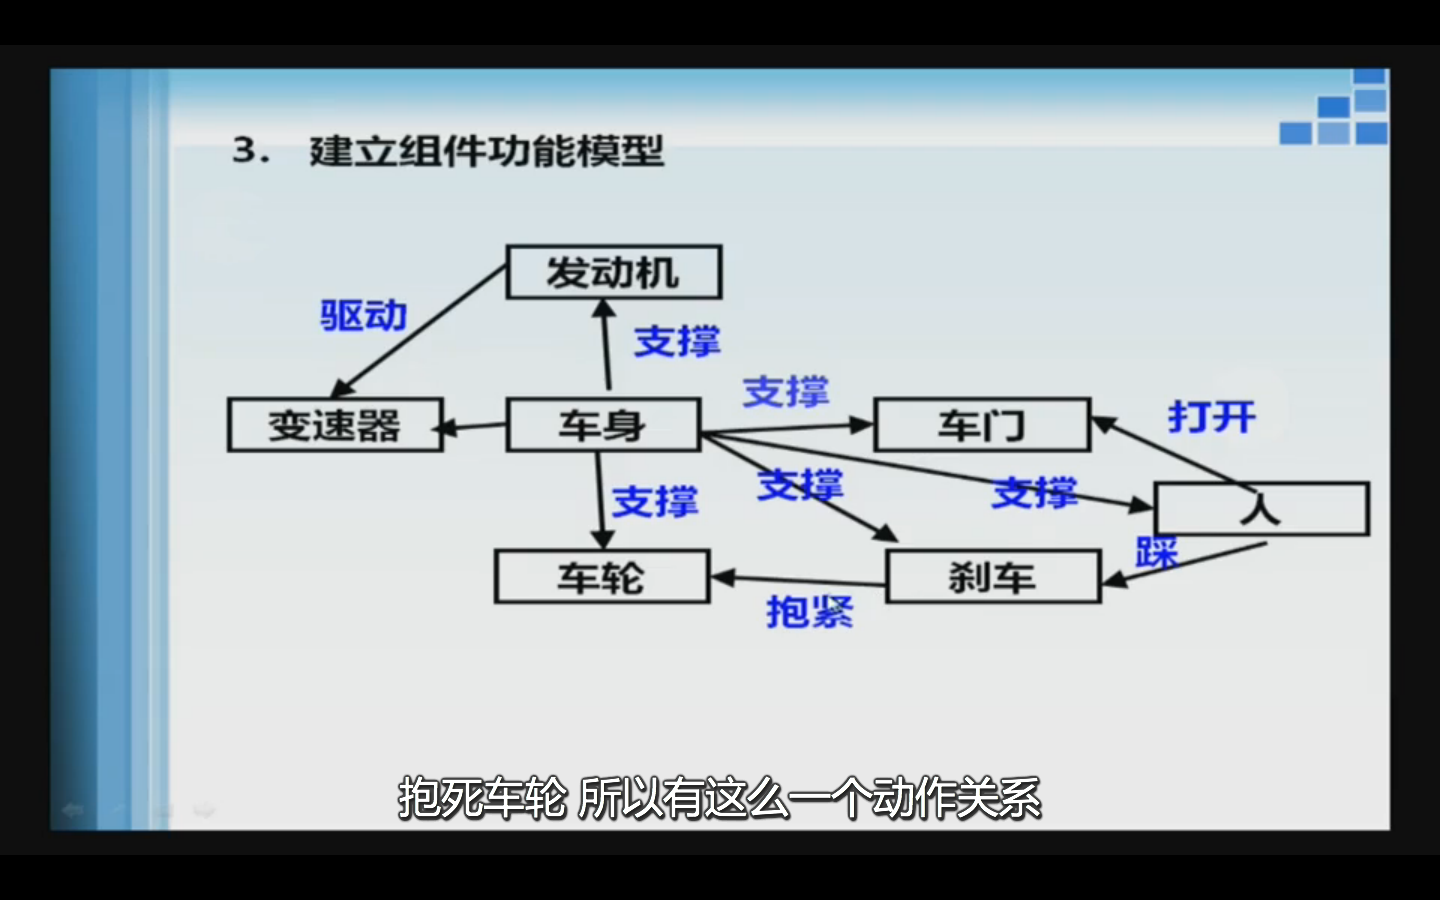 3. 建立组件功能模型
发动机
驱动
支撑
支撑
变速器
车身
车门
打开
支撑
支撑
支撑
人
踩
车轮
刹车
抱紧
抱死车轮 所以有这么一个动作关系